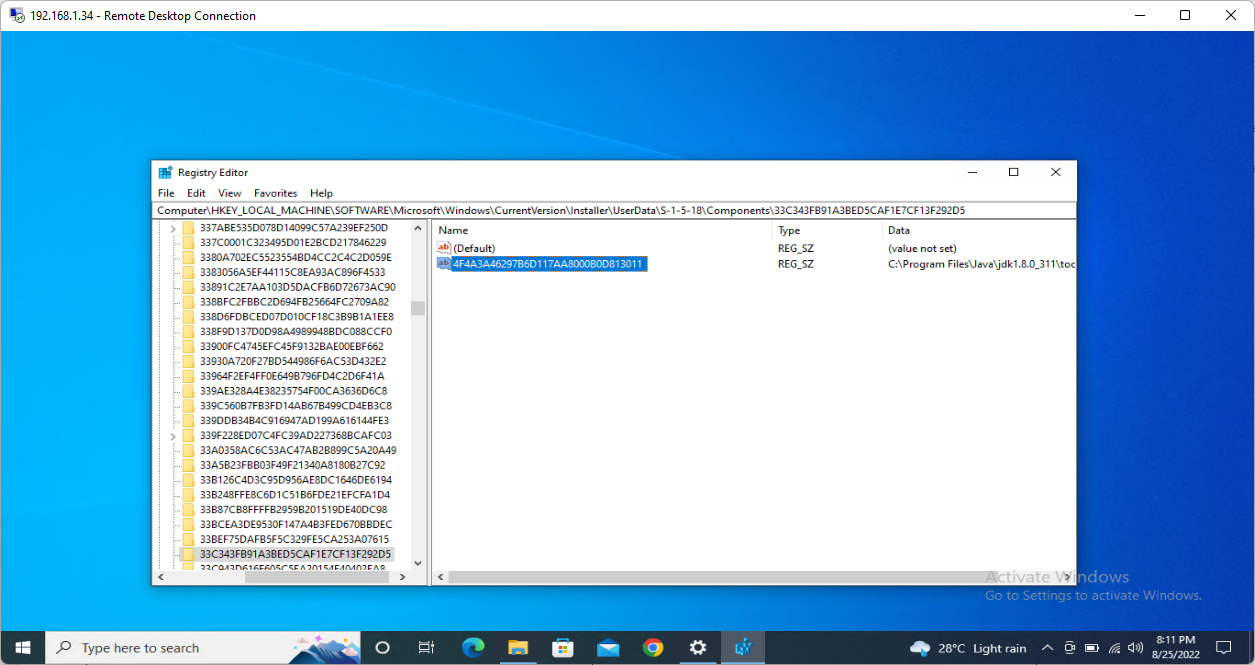 192.168.1.34 - Remote Desktop Connection
Registry Editor
File Edit View Favorites Help
Computer\HKEY_LOCAL_MACHINE\SOFTWARE\Microsoft\Windows\CurrentVersion\Installer\UserData\S-1-5-18\Components\33C343FB91A3BED5CAF1E7CF13F292D5
337ABE535D078D14099C57A239EF250D
337C0001C323495D01E2BCD217846229
3380A702EC5523554BD4CC2C4C2D059E
3383056A5EF44115C8EA93AC896F4533
33891C2E7AA103D5DACFB6D72673AC90
338BFC2FBBC2D694FB25664FC2709A82
338D6FDBCED07D010CF18C3B9B1A1EE8
338F9D137D0D98A4989948BDC088CCF0
33900FC4745EFC45F9132BAE00EBF662
33930A720F27BD544986F6AC53D432E2
33964F2EF4FF0E649B796FD4C2D6F41A
339AE328A4E38235754F00CA3636D6C8
339C560B7FB3FD14AB67B499CD4EB3C8
339DDB34B4C916947AD199A616144FE3
339F228ED07C4FC39AD227368BCAFC03
33A0358AC6C53AC47AB2B899C5A20A49
33A5B23FBB03F49F21340A8180B27C92
33B126C4D3C95D956AE8DC1646DE6194
33B248FFE8C6D1C51B6FDE21EFCFA1D4
33B87CB8FFFFB2959B201519DE40DC98
33BCEA3DE9530F147A4B3FED670BBDEC
33BEF75DAFB5F5C329FE5CA253A07615
33C343FB91A3BED5CAF1E7CF13F292D5
Name Type Data
(Default) REG_SZ (value not set)
4F4A3A46297B6D117AA8000B0D813011 REG_SZ C:\Program Files\Java\jdk1.8.0_311\toc
Activate Windows
Go to Settings to activate Windows.
Type here to search
28°C Light rain
8:11 PM
8/25/2022